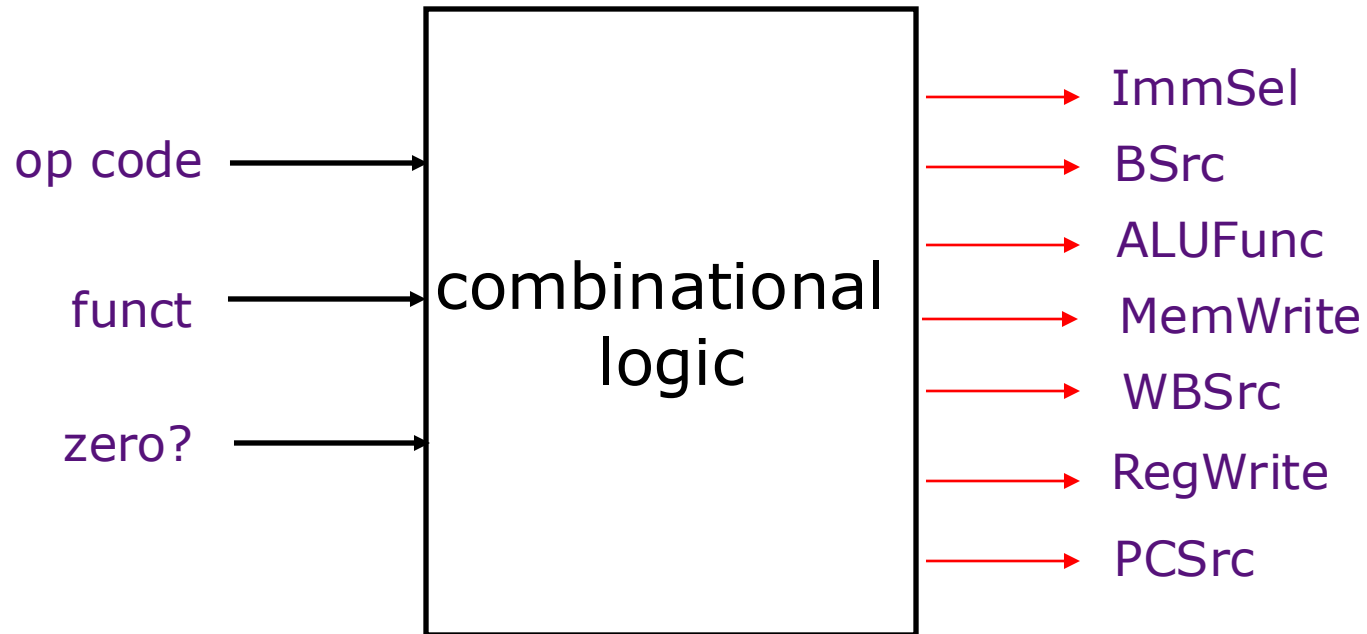 op code
funct
zero?
combinational
logic
ImmSel
BSrc
ALUFunc
MemWrite
WBSrc
RegWrite
PCSrc